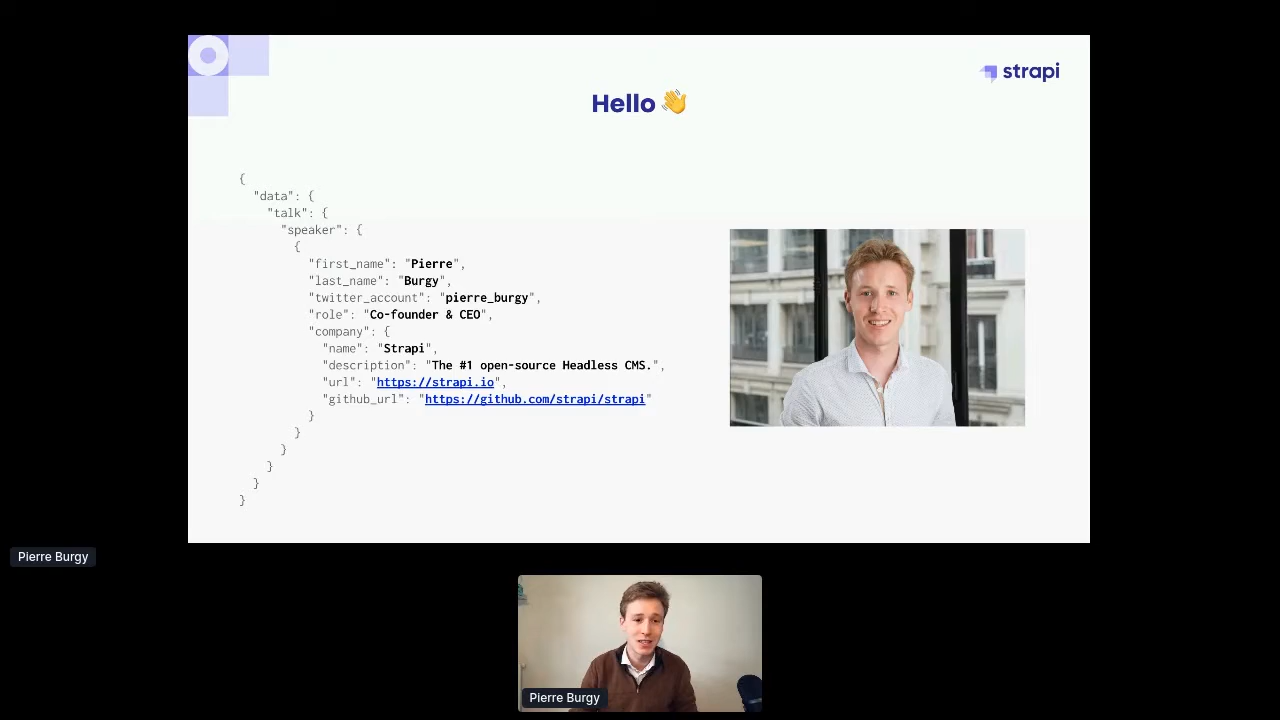 strapi
Hello 👋
{
"data": {
"talk": {
"speaker": {
{
"first_name": "Pierre",
"last_name": "Burgy",
"twitter_account": "pierre_burgy",
"role": "Co-founder & CEO",
"company": {
"name": "Strapi",
"description": "The #1 open-source Headless CMS.",
"url": "https://strapi.io",
"github_url": "https://github.com/strapi/strapi"
}
}
}
}
}
}
Pierre Burgy
Pierre Burgy